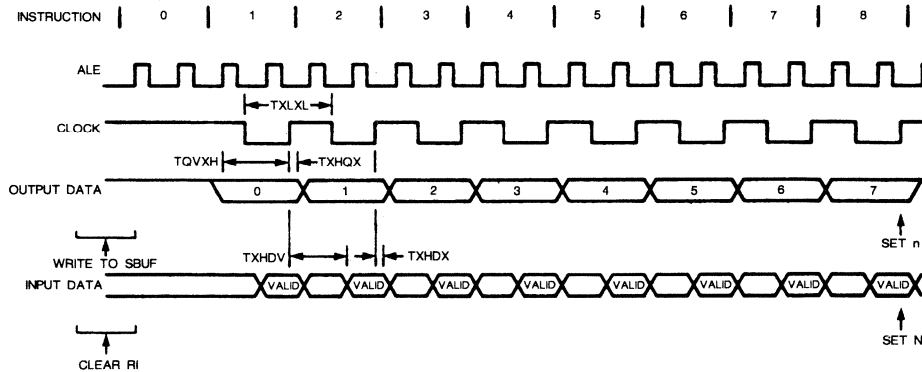 INSTRUCTION | 0 | 1 | 2 | 3 | 4 | 5 | 6 | 7 | 8 |
ALE
TXLXL
CLOCK
TQVXH TXHQX
OUTPUT DATA 0 1 2 3 4 5 6 7
WRITE TO SBUF
TXHDV TXHDX
SET n
INPUT DATA VALID VALID VALID VALID VALID VALID VALID VALID
CLEAR RI
SET N